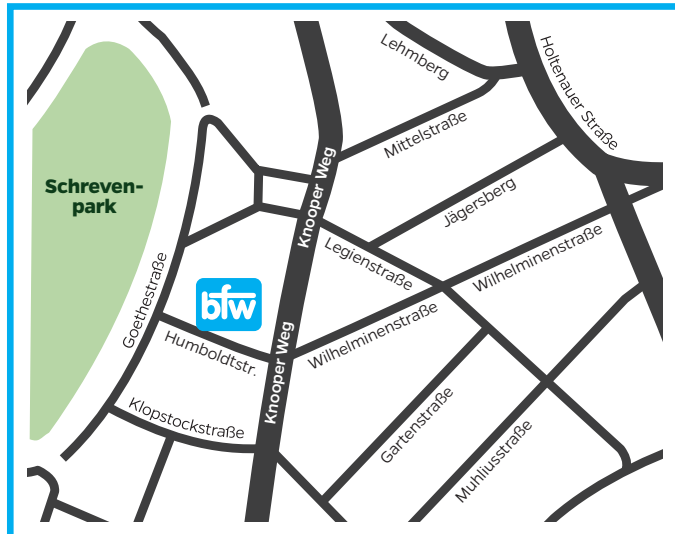 Lehmberg
Holtenauer Straße
Mittelstraße
Knooper Weg
Jägersberg
Schreven-
park
Legienstraße
Wilhelminenstraße
Goethestraße
bfw
Humboldtstr.
Wilhelminenstraße
Knooper Weg
Klopstockstraße
Gartenstraße
Muhliusstraße